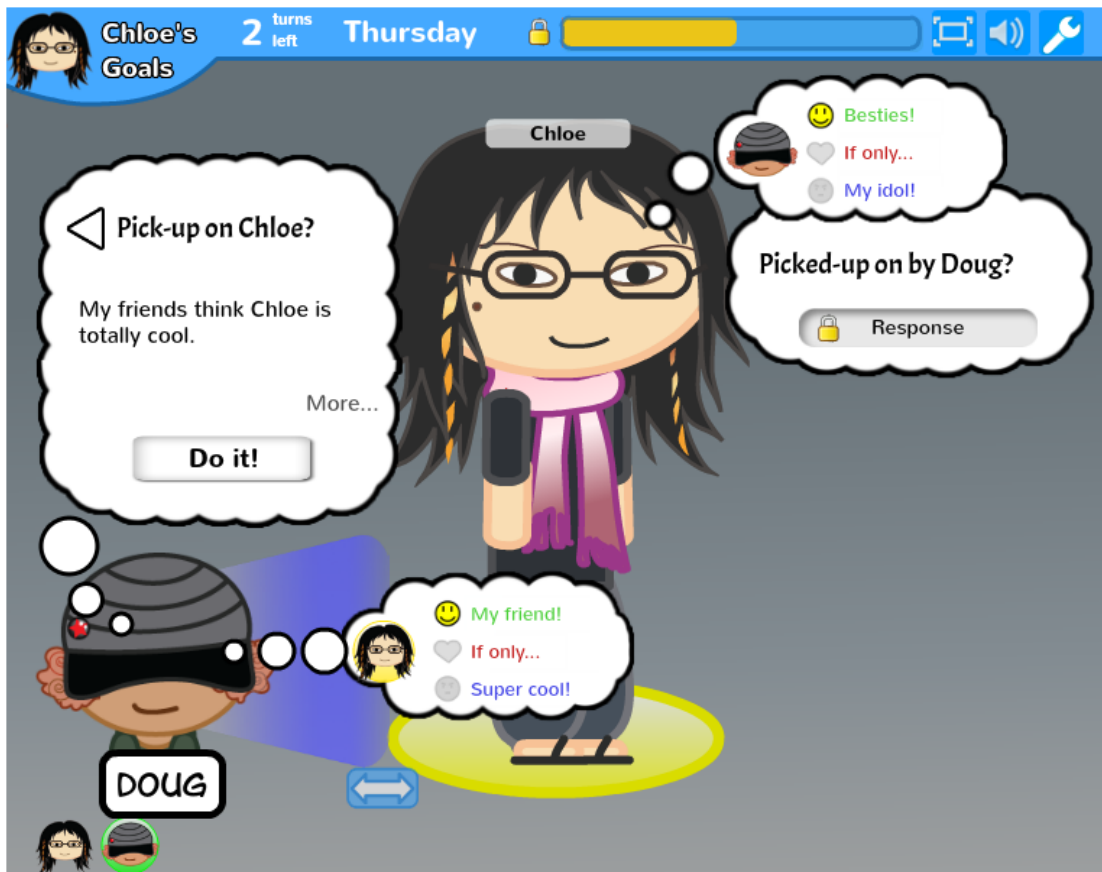 Chloe's
Goals
2 turns
left
Thursday
Chloe
Besties!
If only...
My idol!
Pick-up on Chloe?
My friends think Chloe is
totally cool.
More...
Do it!
Picked-up on by Doug?
Response
My friend!
If only...
Super cool!
DOUG